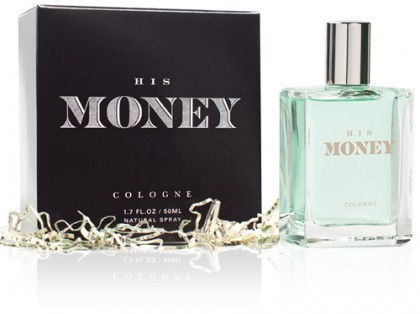 HIS
MONEY
COLOGNE
1.7 FL.OZ / 50ML
NATURAL SPRAY
HIS
MONEY
COLOGNE